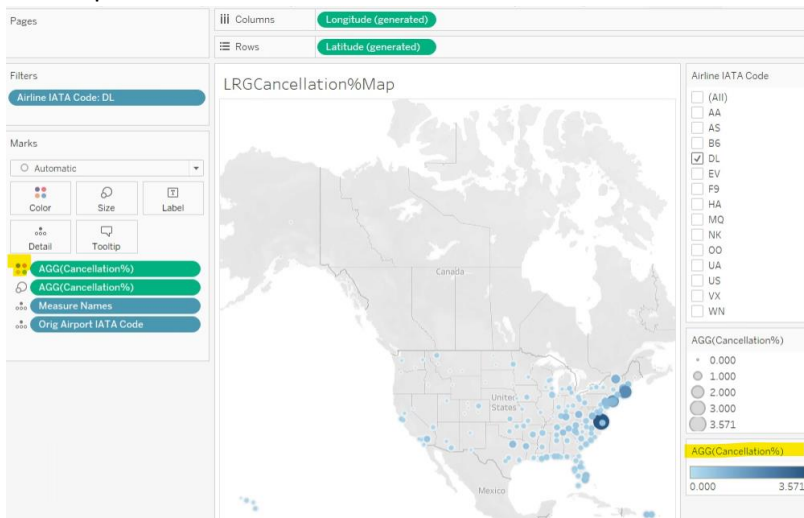 Pages
iii Columns
Longitude (generated)
Rows
Latitude (generated)
Filters
Airline IATA Code: DL
Marks
Automatic
Color
Size
Label
Detail
Tooltip
AGG(Cancellation%)
AGG(Cancellation%)
Measure Names
Orig Airport IATA Code
LRGCancellation%Map
Canada
United
States
Mexico
Airline IATA Code
(All)
AA
AS
B6
DL
EV
F9
HA
MQ
NK
OO
UA
US
VX
WN
AGG(Cancellation%)
0.000
1.000
2.000
3.000
3.571
AGG(Cancellation%)
0.000 3.571